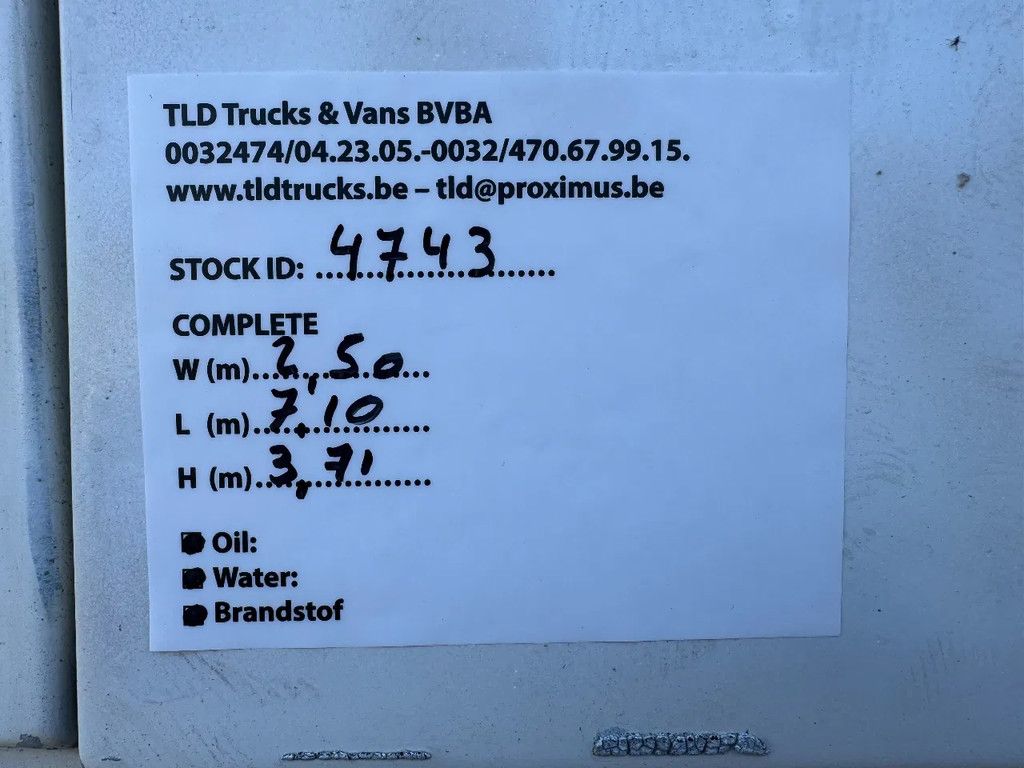 TLD Trucks & Vans BVBA
0032474/04.23.05.-0032/470.67.99.15.
www.tldtrucks.be – tld@proximus.be
STOCK ID: 4743
COMPLETE
W (m) 2,50
L (m) 7,10
H (m) 3,71
Oil:
Water:
Brandstof